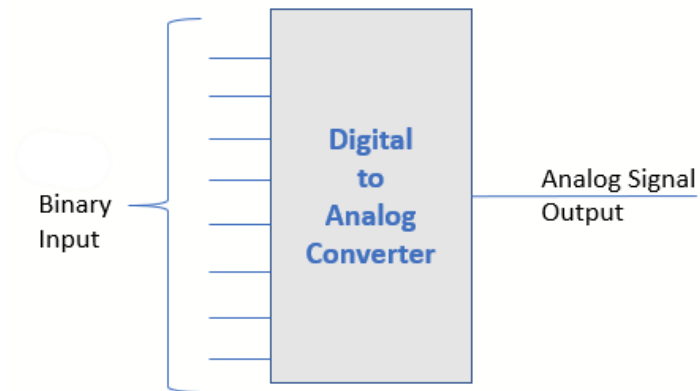 Digital
to
Analog
Converter
Binary
Input
Analog Signal
Output